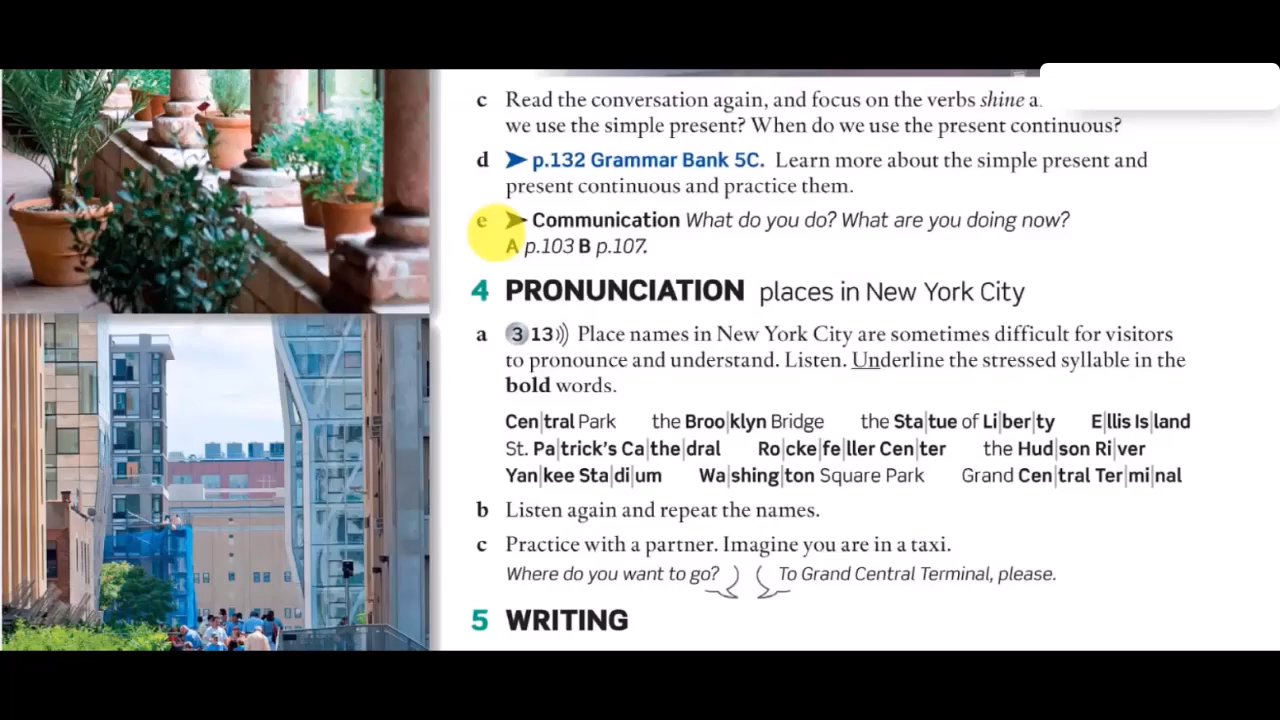 c Read the conversation again, and focus on the verbs shine
we use the simple present? When do we use the present continuous?
d ➤ p.132 Grammar Bank 5C. Learn more about the simple present and
present continuous and practice them.
e ➤ Communication What do you do? What are you doing now?
A p.103 B p.107.
4 PRONUNCIATION places in New York City
a 3 13)) Place names in New York City are sometimes difficult for visitors
to pronounce and understand. Listen. Underline the stressed syllable in the
bold words.
Cen|tral Park the Broo|klyn Bridge the Sta|tue of Li|ber|ty E|llis Is|land
St. Pa|trick's Ca|the|dral Ro|cke|fe|ller Cen|ter the Hud|son Ri|ver
Yan|kee Sta|di|um Wa|shing|ton Square Park Grand Cen|tral Ter|mi|nal
b Listen again and repeat the names.
c Practice with a partner. Imagine you are in a taxi.
Where do you want to go? To Grand Central Terminal, please.
5 WRITING